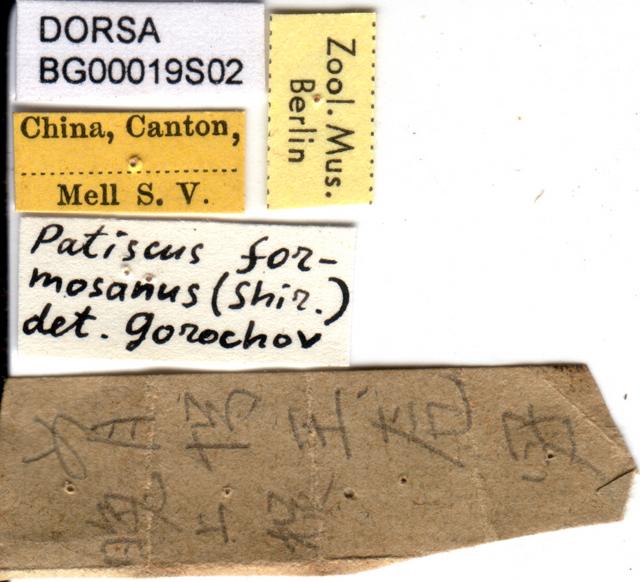 DORSA
BG00019S02
Zool. Mus.
Berlin
China, Canton,
Mell S. V.
Patiscus for-
mosanus (Shir.)
det. Gorochov